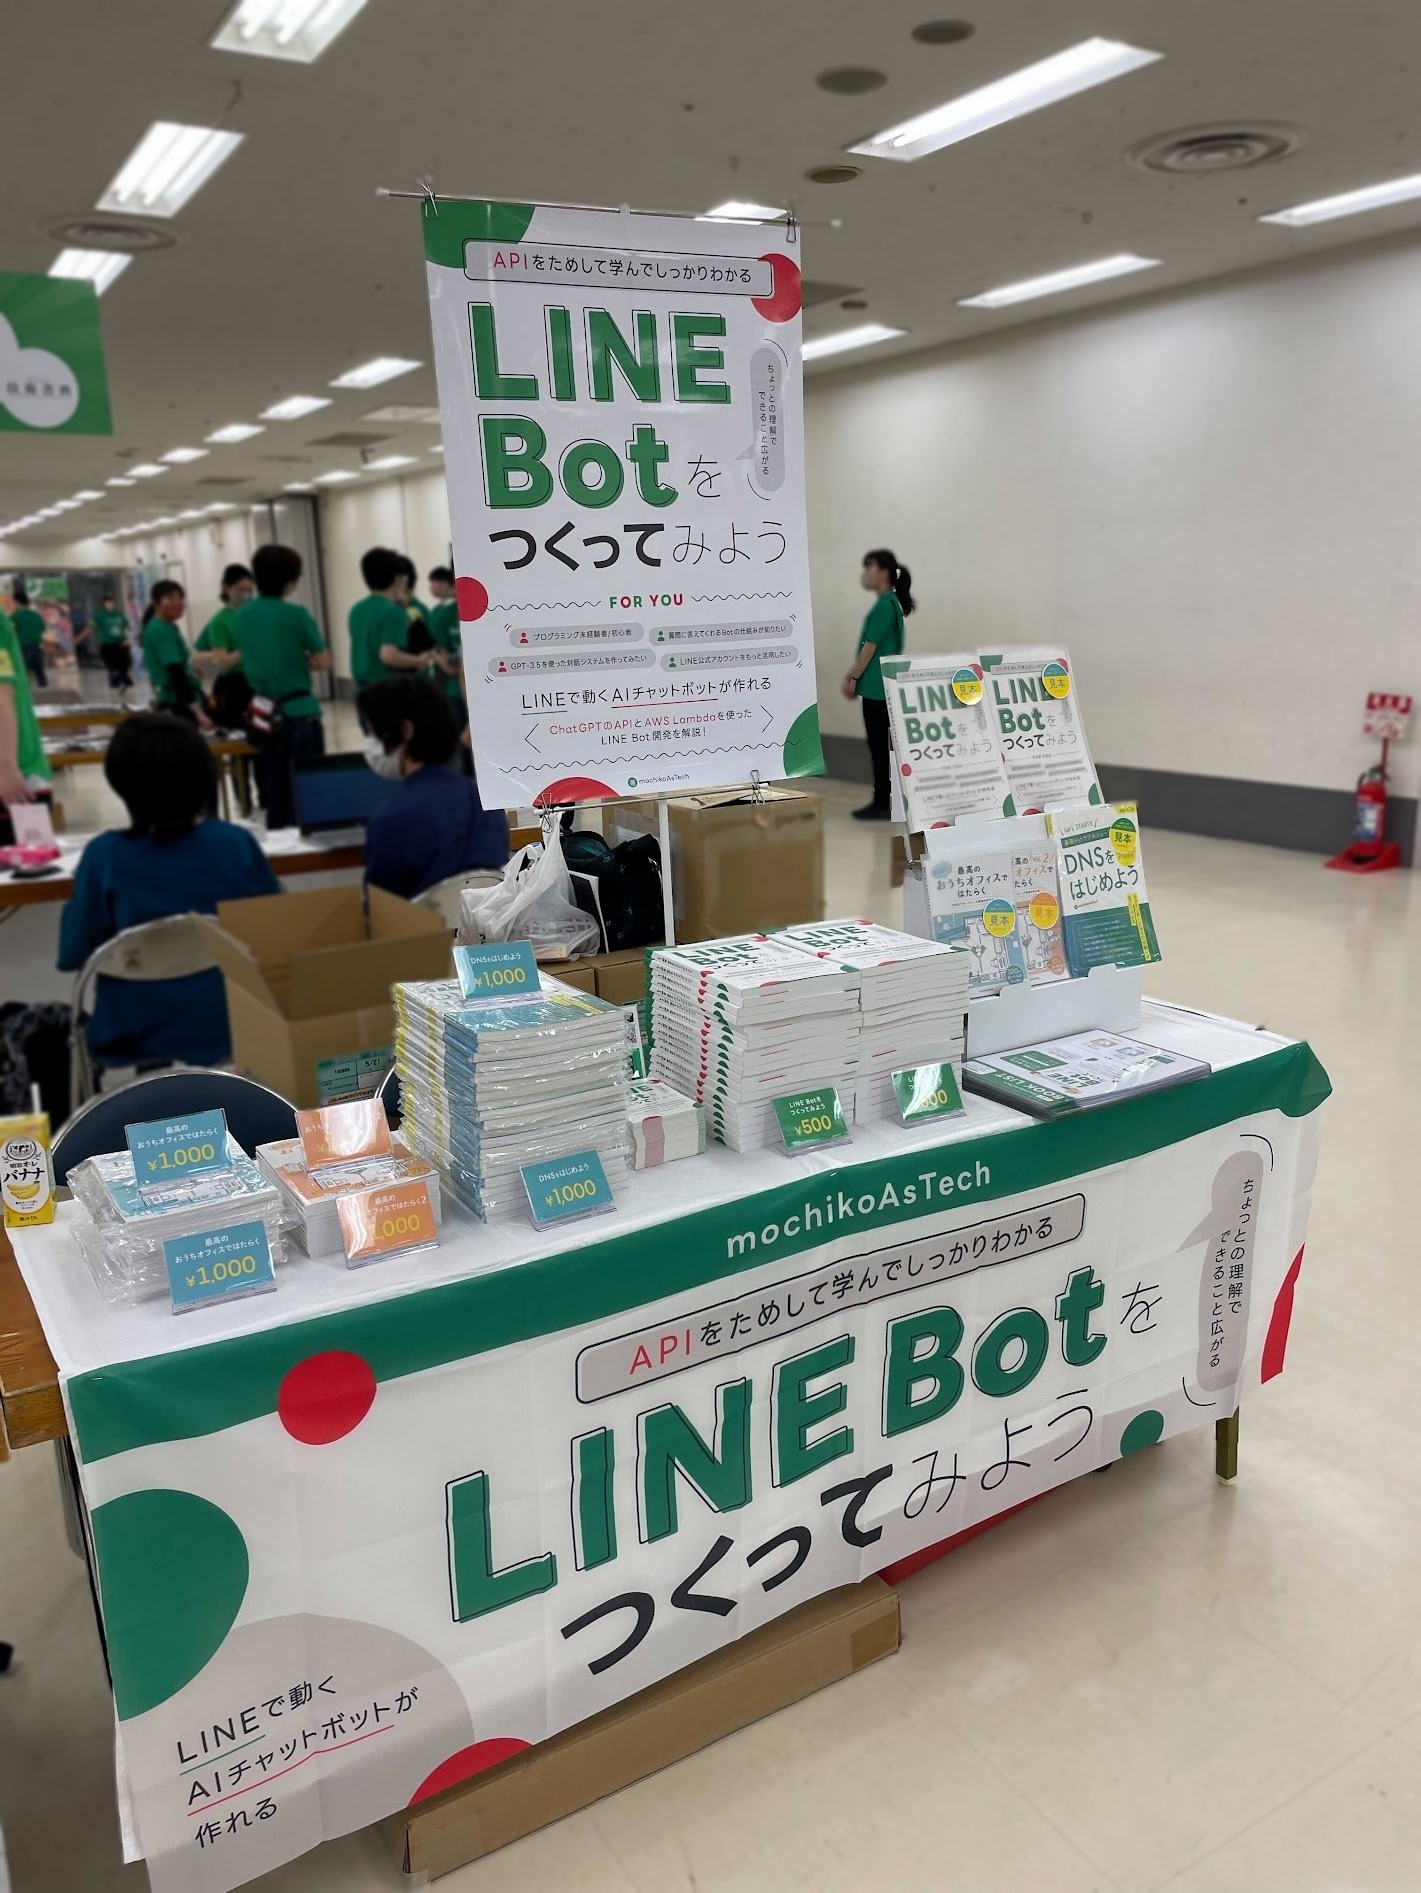 技術書典
APIをためして学んでしっかりわかる
LINE
Botを
つくってみよう
ちょっとの理解で
できること広がる
FOR YOU
プログラミング未経験者/初心者
質問に答えてくれるBotの仕組みが知りたい
GPT-3.5を使った対話システムを作ってみたい
LINE公式アカウントをもっと活用したい
LINEで動くAIチャットボットが作れる
ChatGPTのAPIとAWS Lambdaを使った
LINE Bot開発を解説!
mochikoAsTech
LINE
Botを
つくってみよう
見本
LINE
Botを
つくってみよう
見本
最高の
おうちオフィスで
はたらく
見本
Vol.2!
オフィスで
はたらく
見本
DNSを
はじめよう
見本
DNSをはじめよう
¥1,000
BOOK LIST
LINE Botを
つくってみよう
¥500
DNSをはじめよう
¥1,000
最高の
おうちオフィスではたらく
¥1,000
最高の
おうちオフィスではたらく
¥1,000
最高の
オフィスではたらく2
1,000
明治オ・レ
バナナ
5/21
mochikoAsTech
APIをためして学んでしっかりわかる
LINE Botを
つくってみよう
ちょっとの理解で
できること広がる
LINEで動く
AIチャットボットが
作れる